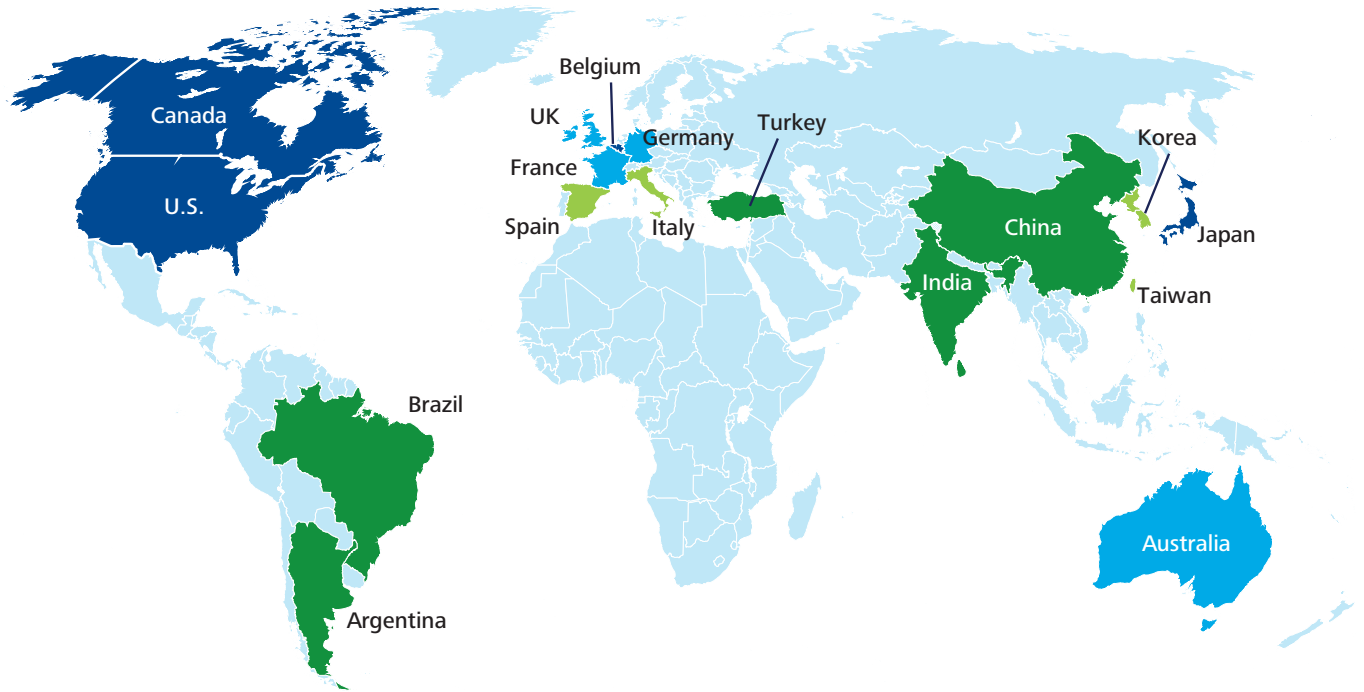 Belgium
Canada
UK
Germany
Turkey
Korea
France
U.S.
Spain
Italy
China
Japan
India
Taiwan
Brazil
Australia
Argentina